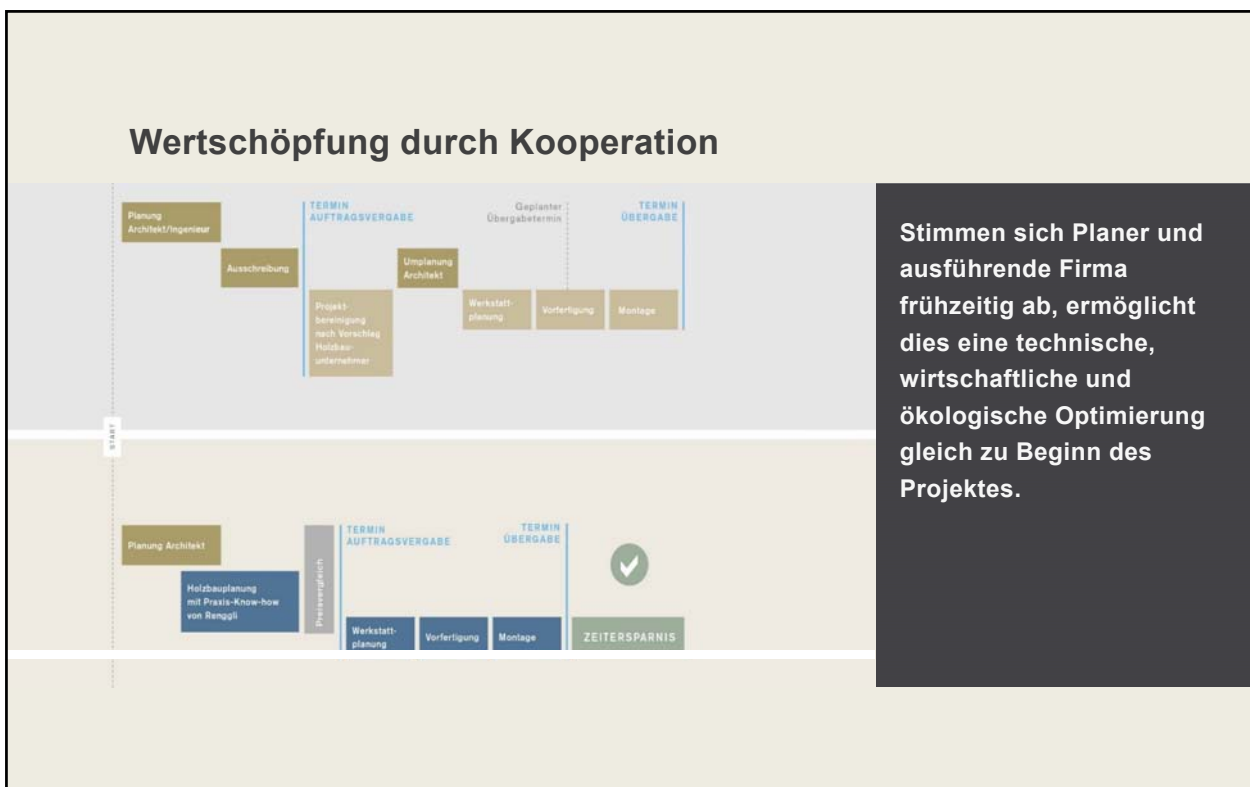 Wertschöpfung durch Kooperation
Planung
Architekt/Ingenieur
Ausschreibung
TERMIN
AUFTRAGSVERGABE
Projekt-
bereinigung
nach Vorschlag
Holzbau-
unternehmer
Umplanung
Architekt
Geplanter
Übergabetermin
Werkstatt-
planung
Vorfertigung
Montage
TERMIN
ÜBERGABE
START
Planung Architekt
Holzbauplanung
mit Praxis-Know-how
von Renggli
Preisvergleich
TERMIN
AUFTRAGSVERGABE
Werkstatt-
planung
Vorfertigung
Montage
TERMIN
ÜBERGABE
ZEITERSPARNIS
Stimmen sich Planer und
ausführende Firma
frühzeitig ab, ermöglicht
dies eine technische,
wirtschaftliche und
ökologische Optimierung
gleich zu Beginn des
Projektes.